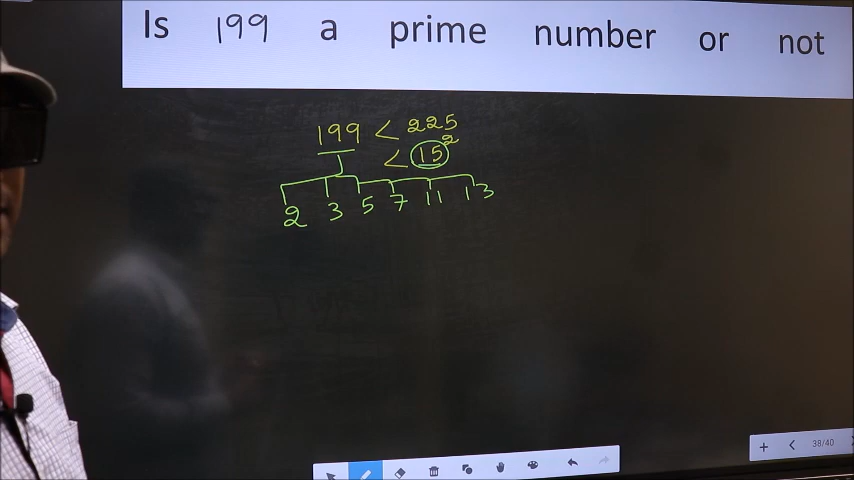 Is 199 a prime number or not
199 < 225
< 15²
2 3 5 7 11 13
38/40